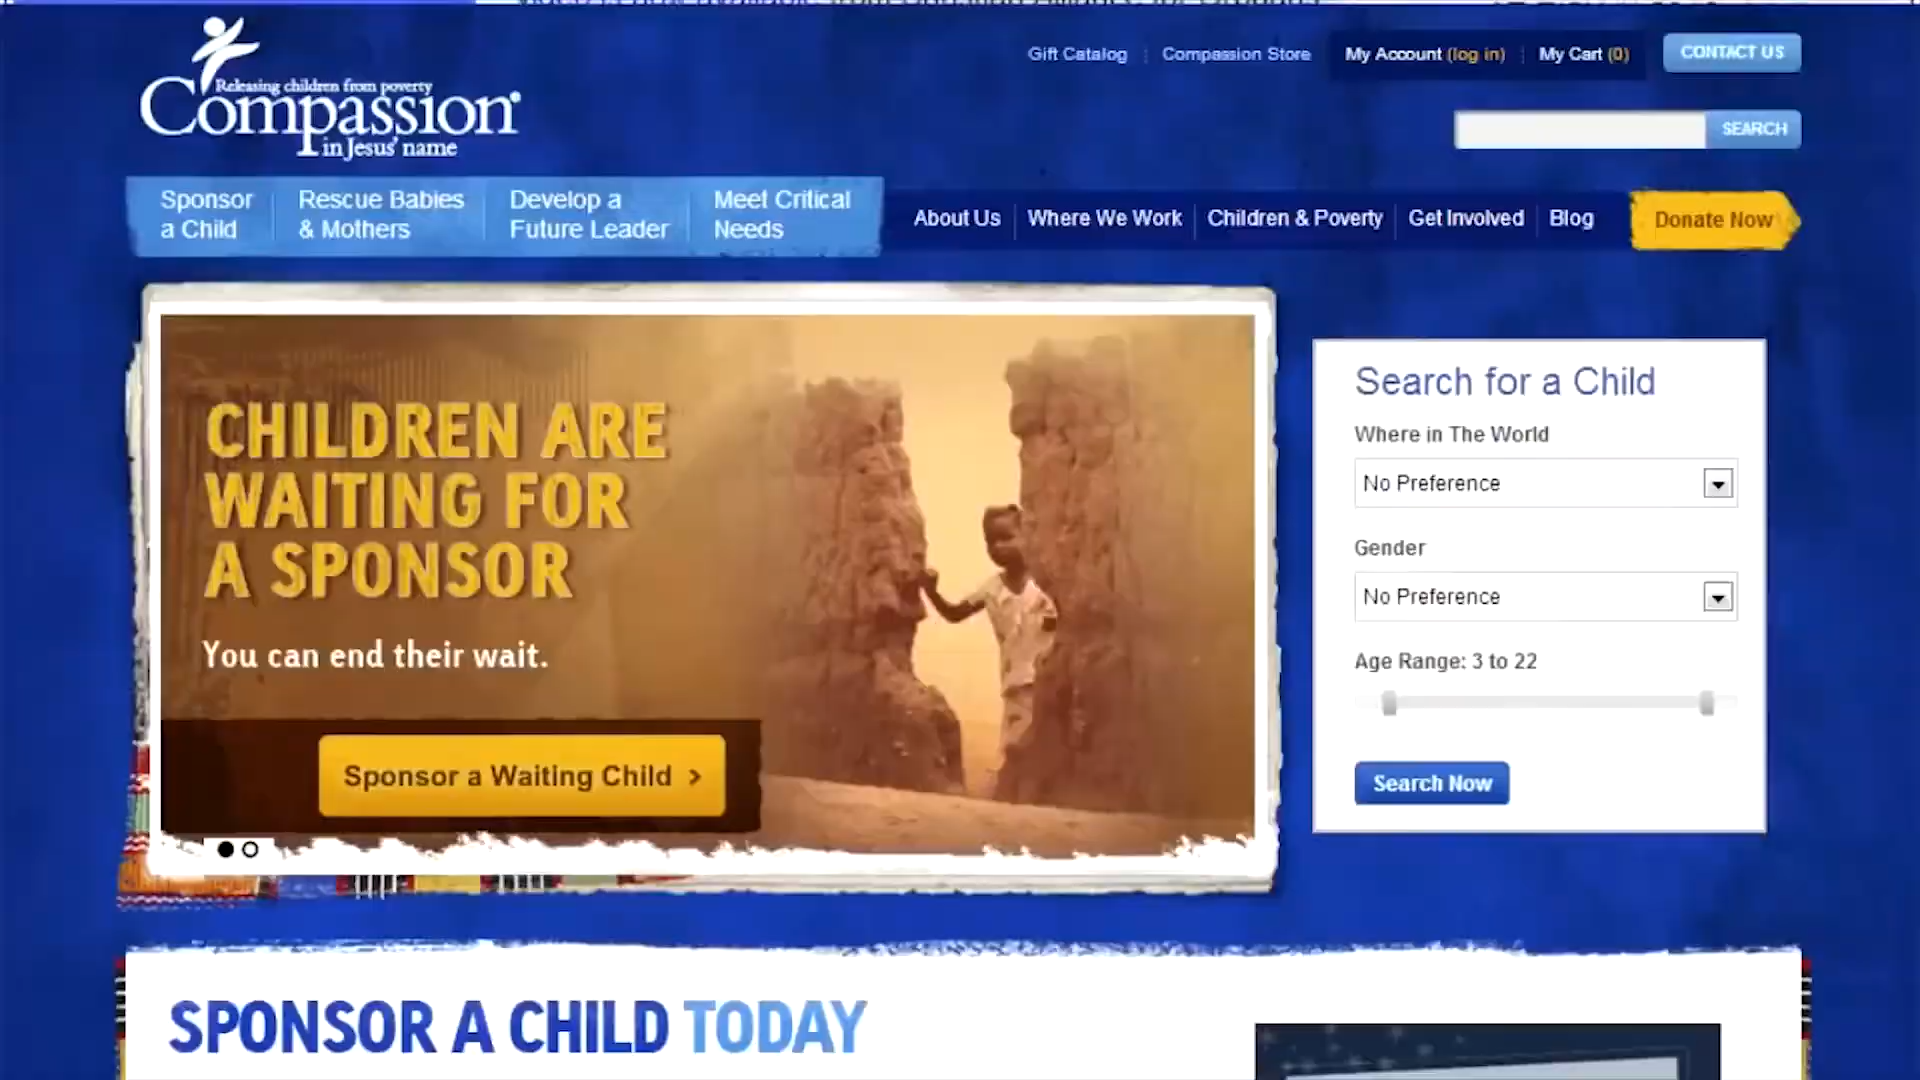 Gift Catalog
Compassion Store
My Account (log in)
My Cart (0)
CONTACT US
Releasing children from poverty
Compassion®
in Jesus' name
SEARCH
Sponsor
a Child
Rescue Babies
& Mothers
Develop a
Future Leader
Meet Critical
Needs
About Us
Where We Work
Children & Poverty
Get Involved
Blog
Donate Now
CHILDREN ARE
WAITING FOR
A SPONSOR
You can end their wait.
Sponsor a Waiting Child >
Search for a Child
Where in The World
No Preference
Gender
No Preference
Age Range: 3 to 22
Search Now
SPONSOR A CHILD TODAY